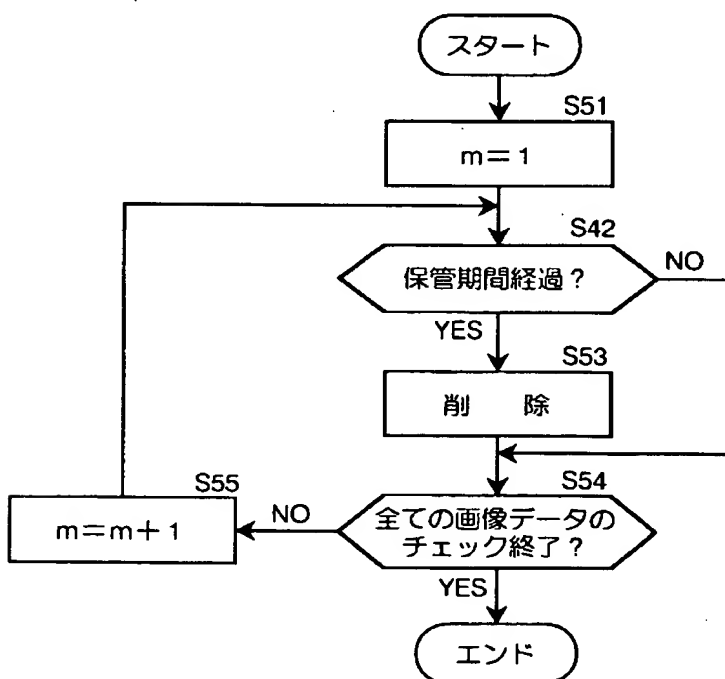 スタート
S51
m=1
S42
保管期間経過?
NO
YES
S53
削 除
S54
全ての画像データの
チェック終了?
NO
S55
m=m+1
YES
エンド